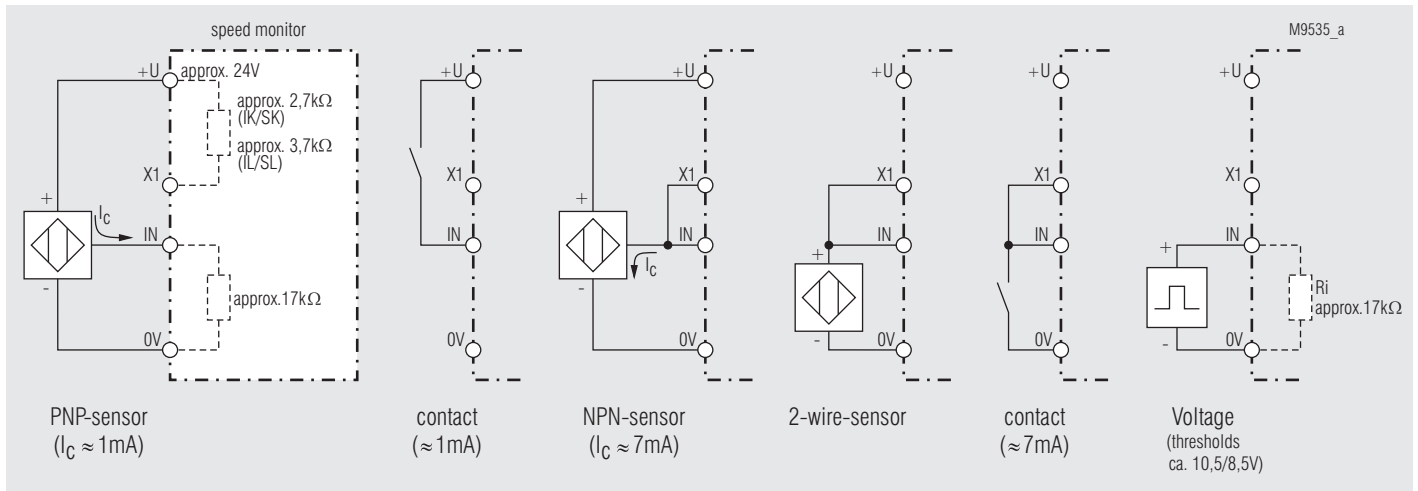 speed monitor
M9535_a
+U
approx. 24V
approx. 2,7kΩ
(IK/SK)
approx. 3,7kΩ
(IL/SL)
X1
+
IC
IN
-
approx.17kΩ
0V
PNP-sensor
(IC ≈ 1mA)
+U
X1
IN
0V
contact
(≈1mA)
+U
X1
+
IN
IC
-
0V
NPN-sensor
(IC ≈ 7mA)
+U
X1
IN
+
-
0V
2-wire-sensor
+U
X1
IN
0V
contact
(≈7mA)
+U
X1
IN
+
Ri
approx.17kΩ
-
0V
Voltage
(thresholds
ca. 10,5/8,5V)